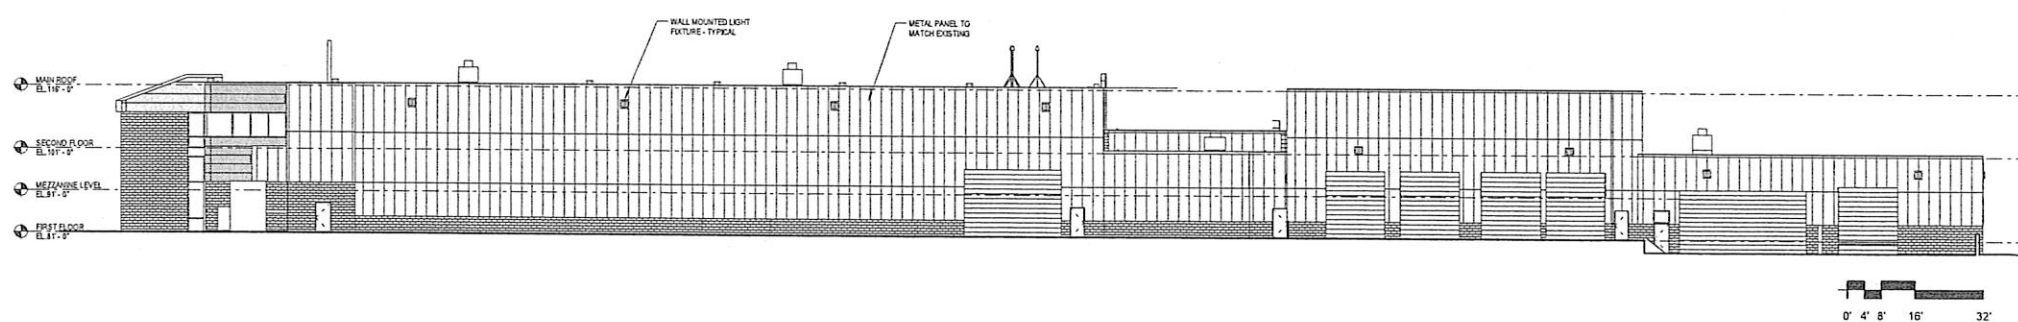 WALL MOUNTED LIGHT
FIXTURE - TYPICAL
METAL PANEL TO
MATCH EXISTING
MAIN ROOF
EL.116' - 0"
SECOND FLOOR
EL.101' - 0"
MEZZANINE LEVEL
EL.91' - 0"
FIRST FLOOR
EL.81' - 0"
0' 4' 8' 16' 32'